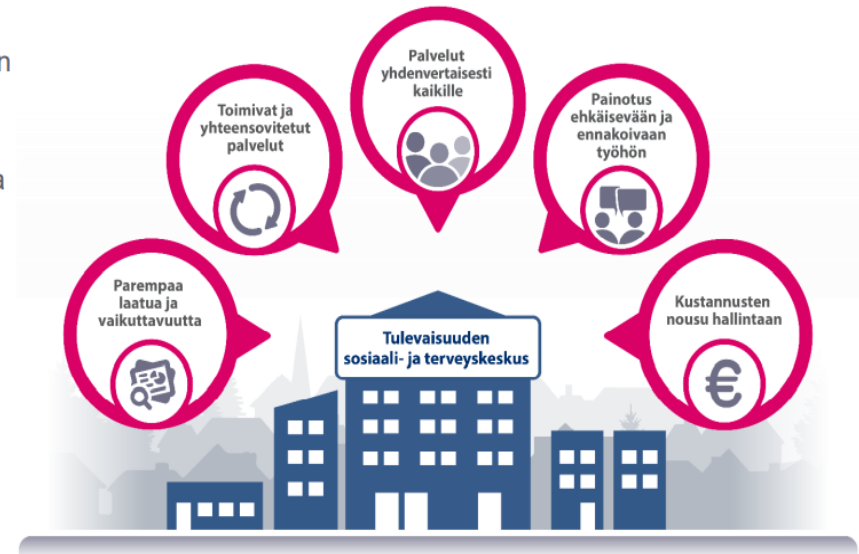 n
a
Parempaa
laatua ja
vaikuttavuutta
Toimivat ja
yhteensovitetut
palvelut
Palvelut
yhdenvertaisesti
kaikille
Painotus
ehkäisevään ja
ennakoivaan
työhön
Kustannusten
nousu hallintaan
€
Tulevaisuuden
sosiaali- ja terveyskeskus